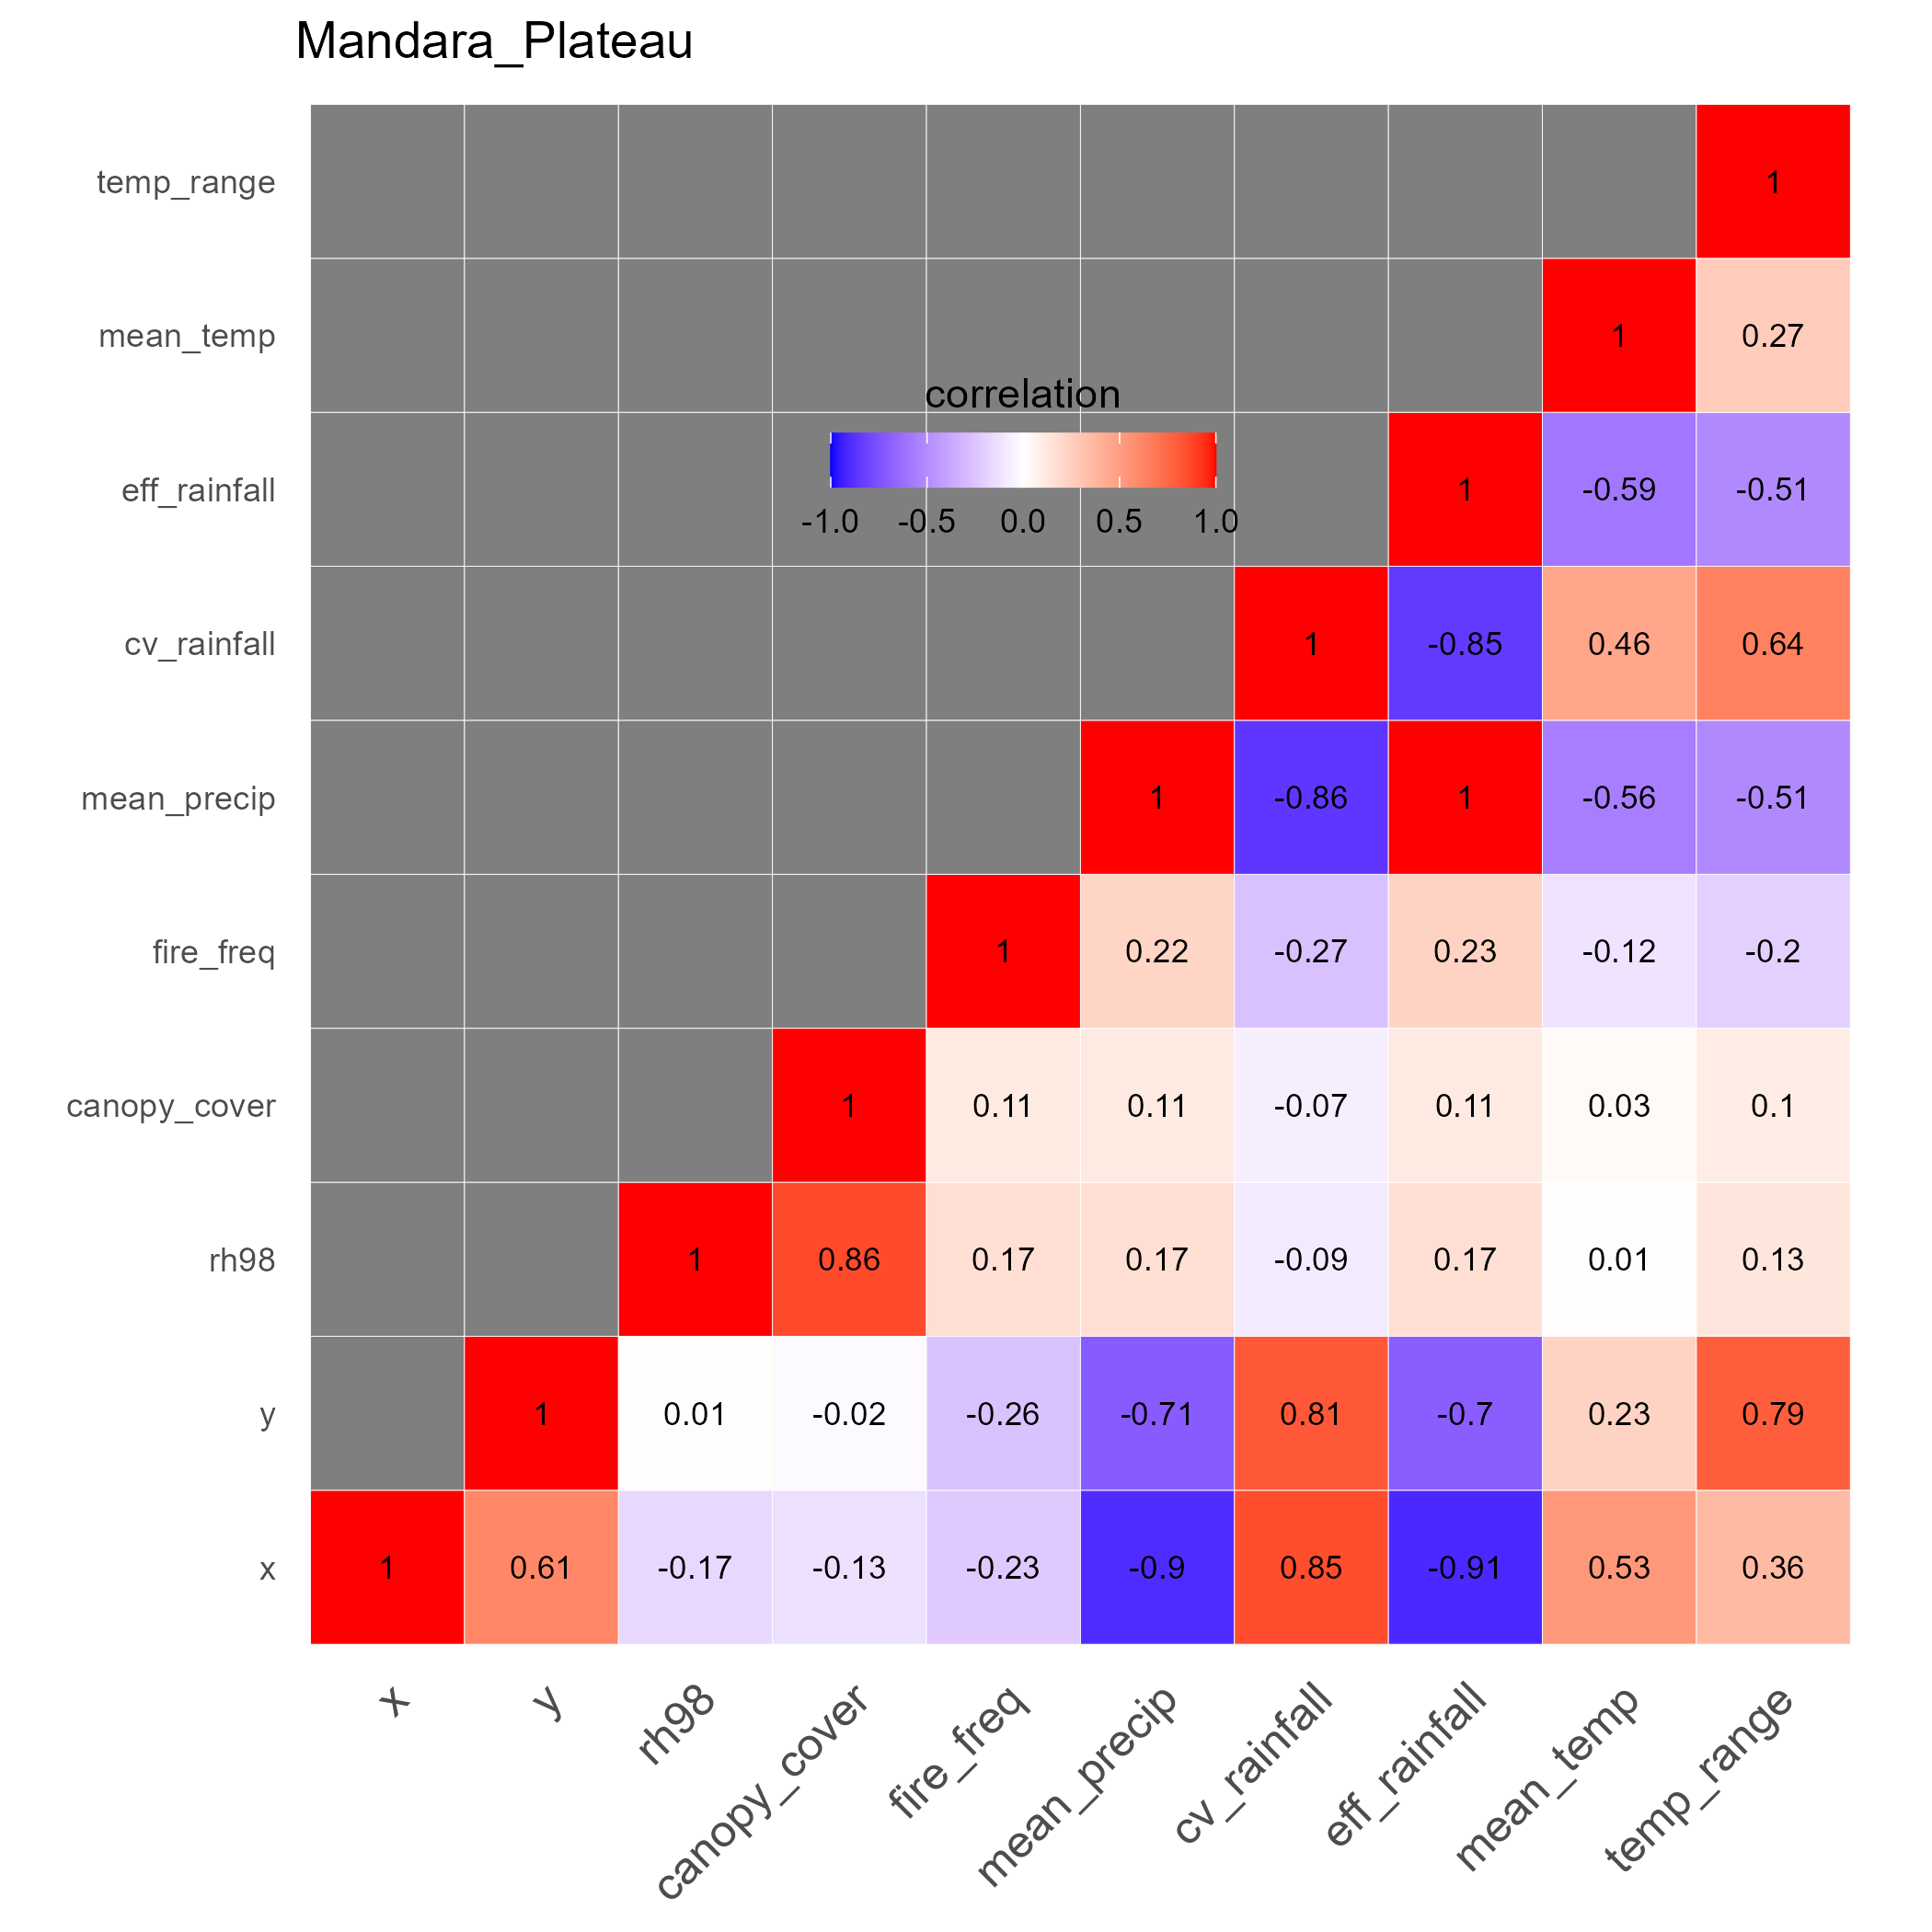 Mandara_Plateau
temp_range 1
mean_temp 1 0.27
correlation
-1.0 -0.5 0.0 0.5 1.0
eff_rainfall 1 -0.59 -0.51
cv_rainfall 1 -0.85 0.46 0.64
mean_precip 1 -0.86 1 -0.56 -0.51
fire_freq 1 0.22 -0.27 0.23 -0.12 -0.2
canopy_cover 1 0.11 0.11 -0.07 0.11 0.03 0.1
rh98 1 0.86 0.17 0.17 -0.09 0.17 0.01 0.13
y 1 0.01 -0.02 -0.26 -0.71 0.81 -0.7 0.23 0.79
x 1 0.61 -0.17 -0.13 -0.23 -0.9 0.85 -0.91 0.53 0.36
x y rh98 canopy_cover fire_freq mean_precip cv_rainfall eff_rainfall mean_temp temp_range